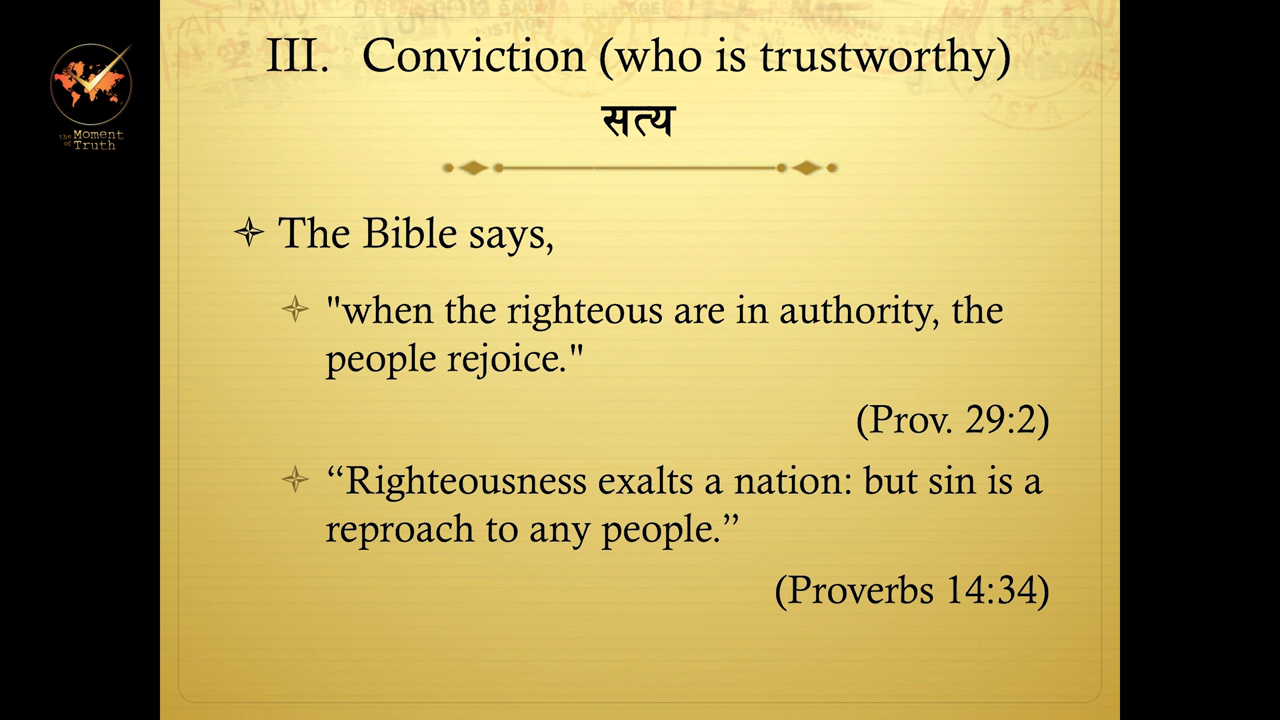 the Moment
of Truth
III. Conviction (who is trustworthy)
सत्य
The Bible says,
"when the righteous are in authority, the
people rejoice."
(Prov. 29:2)
“Righteousness exalts a nation: but sin is a
reproach to any people.”
(Proverbs 14:34)